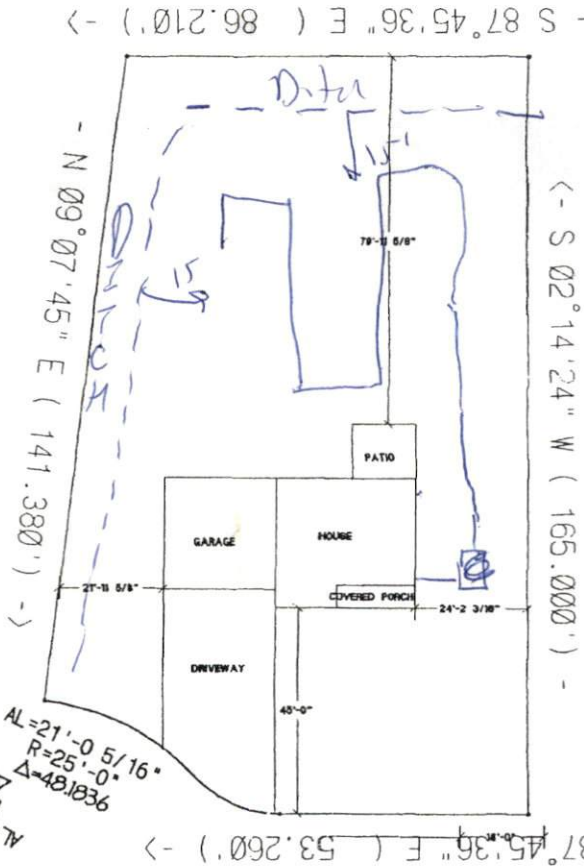 - S 87°45'36" E ( 86.210') ->
Ditch
15'
79'-11 5/8"
<- S 02°14'24" W ( 165.000') -
- N 09°07'45" E ( 141.380') ->
DITCH
15
PATIO
GARAGE
HOUSE
COVERED PORCH
21'-11 5/8"
24'-2 3/16"
DRIVEWAY
45'-0"
AL=21'-0 5/16"
R=25'-0"
Δ=48.1836
AL
87°45'36" E ( 53.260') ->